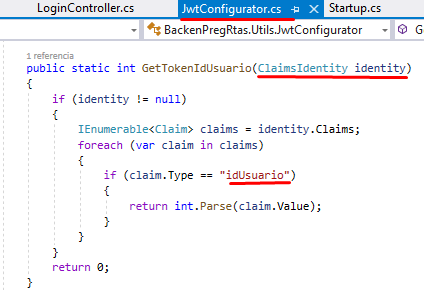 LoginController.cs
JwtConfigurator.cs
Startup.cs
BackenPregRtas.Utils.JwtConfigurator
G
1 referencia
public static int GetTokenIdUsuario(ClaimsIdentity identity)
{
if (identity != null)
{
IEnumerable<Claim> claims = identity.Claims;
foreach (var claim in claims)
{
if (claim.Type == "idUsuario")
{
return int.Parse(claim.Value);
}
}
}
return 0;
}